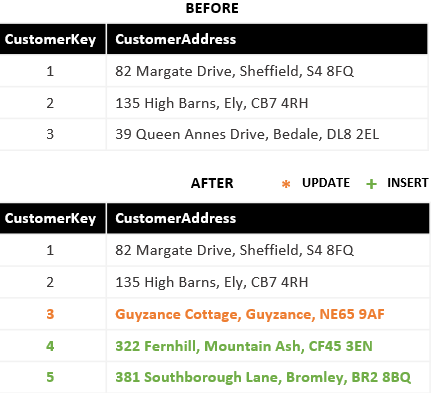 BEFORE
CustomerKey CustomerAddress
1 82 Margate Drive, Sheffield, S4 8FQ
2 135 High Barns, Ely, CB7 4RH
3 39 Queen Annes Drive, Bedale, DL8 2EL
AFTER * UPDATE + INSERT
CustomerKey CustomerAddress
1 82 Margate Drive, Sheffield, S4 8FQ
2 135 High Barns, Ely, CB7 4RH
3 Guyzance Cottage, Guyzance, NE65 9AF
4 322 Fernhill, Mountain Ash, CF45 3EN
5 381 Southborough Lane, Bromley, BR2 8BQ